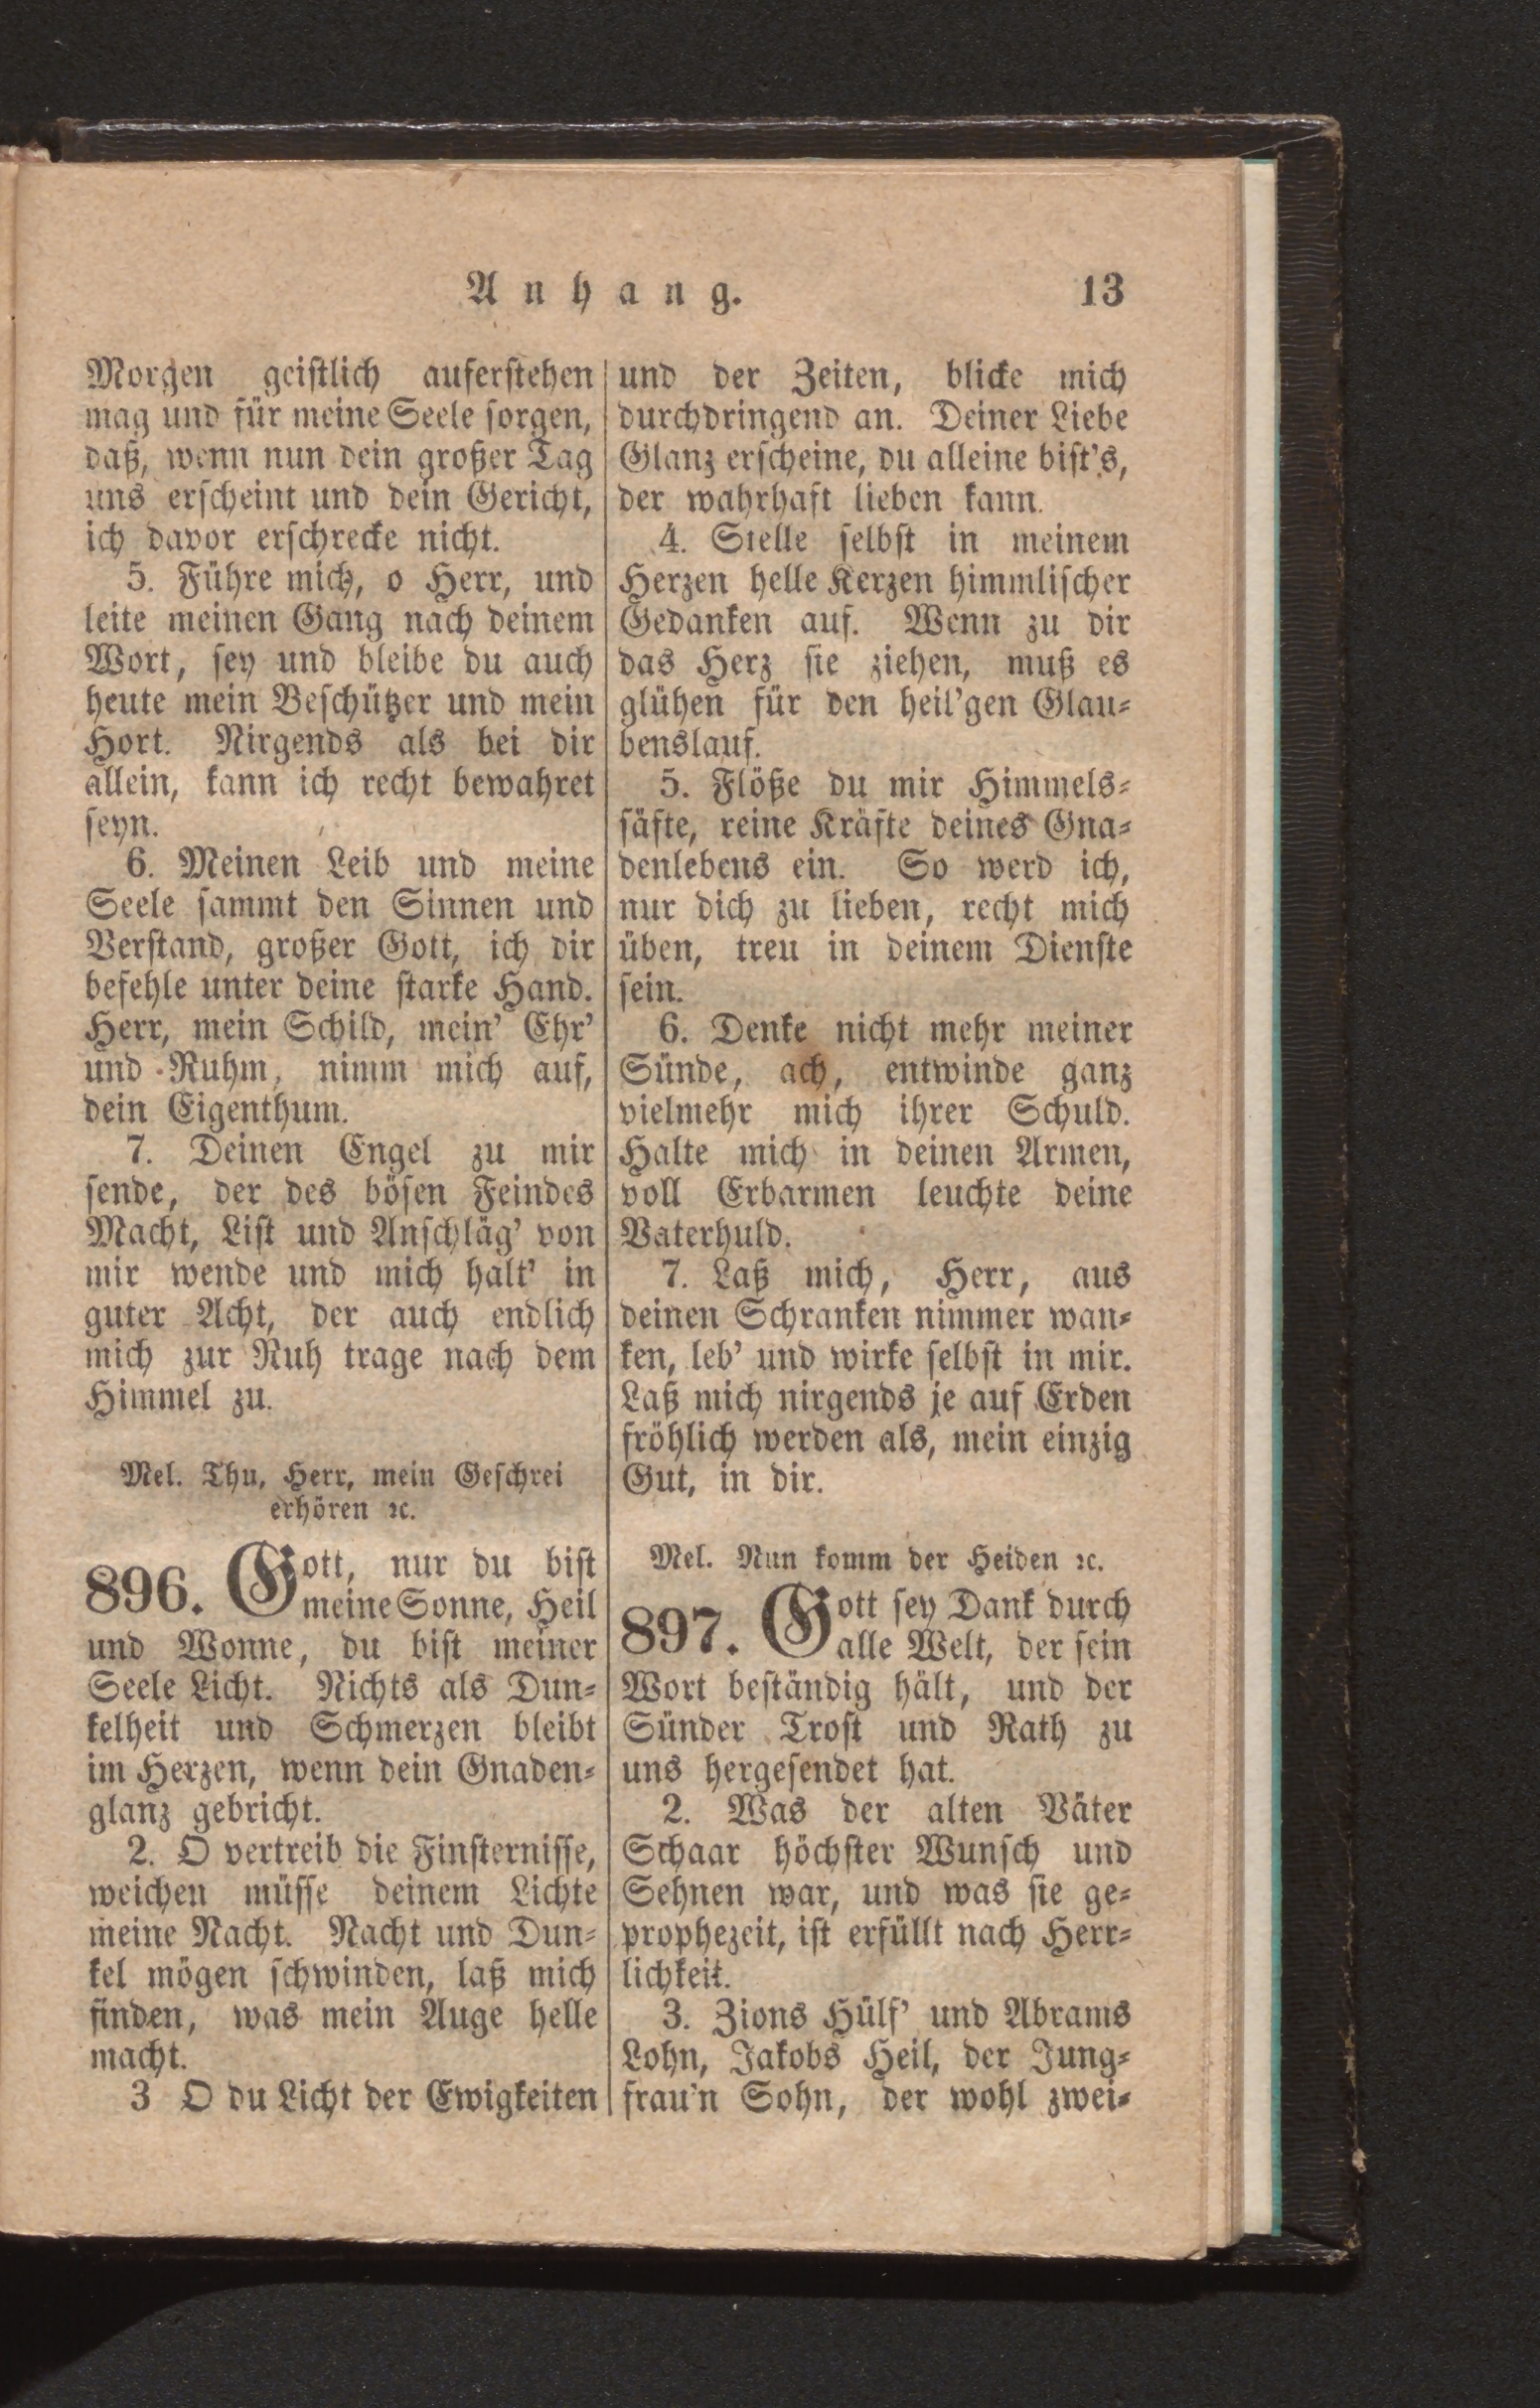 Anhang. 13
Morgen geistlich auferstehen
mag und für meine Seele sorgen,
daß, wenn nun dein großer Tag
uns erscheint und dein Gericht,
ich davor erschrecke nicht.
5. Führe mich, o Herr, und
leite meinen Gang nach deinem
Wort, sey und bleibe du auch
heute mein Beschützer und mein
Hort. Nirgends als bei dir
allein, kann ich recht bewahret
seyn.
6. Meinen Leib und meine
Seele sammt den Sinnen und
Verstand, großer Gott, ich dir
befehle unter deine starke Hand.
Herr, mein Schild, mein' Ehr'
und Ruhm, nimm mich auf,
dein Eigenthum.
7. Deinen Engel zu mir
sende, der des bösen Feindes
Macht, List und Anschläg' von
mir wende und mich halt' in
guter Acht, der auch endlich
mich zur Ruh trage nach dem
Himmel zu.
Mel. Thu, Herr, mein Geschrei
erhören ꝛc.
896. Gott, nur du bist
meine Sonne, Heil
und Wonne, du bist meiner
Seele Licht. Nichts als Dun-
kelheit und Schmerzen bleibt
im Herzen, wenn dein Gnaden-
glanz gebricht.
2. O vertreib die Finsternisse,
weichen müsse deinem Lichte
meine Nacht. Nacht und Dun-
kel mögen schwinden, laß mich
finden, was mein Auge helle
macht.
3 O du Licht der Ewigkeiten
und der Zeiten, blicke mich
durchdringend an. Deiner Liebe
Glanz erscheine, du alleine bist's,
der wahrhaft lieben kann.
4. Stelle selbst in meinem
Herzen helle Kerzen himmlischer
Gedanken auf. Wenn zu dir
das Herz sie ziehen, muß es
glühen für den heil'gen Glau-
benslauf.
5. Flöße du mir Himmels-
säfte, reine Kräfte deines Gna-
denlebens ein. So werd ich,
nur dich zu lieben, recht mich
üben, treu in deinem Dienste
sein.
6. Denke nicht mehr meiner
Sünde, ach, entwinde ganz
vielmehr mich ihrer Schuld.
Halte mich in deinen Armen,
voll Erbarmen leuchte deine
Vaterhuld.
7. Laß mich, Herr, aus
deinen Schranken nimmer wan-
ken, leb' und wirke selbst in mir.
Laß mich nirgends je auf Erden
fröhlich werden als, mein einzig
Gut, in dir.
Mel. Nun komm der Heiden ꝛc.
897. Gott sey Dank durch
alle Welt, der sein
Wort beständig hält, und der
Sünder Trost und Rath zu
uns hergesendet hat.
2. Was der alten Väter
Schaar höchster Wunsch und
Sehnen war, und was sie ge-
prophezeit, ist erfüllt nach Herr-
lichkeit.
3. Zions Hülf' und Abrams
Lohn, Jakobs Heil, der Jung-
frau'n Sohn, der wohl zwei-